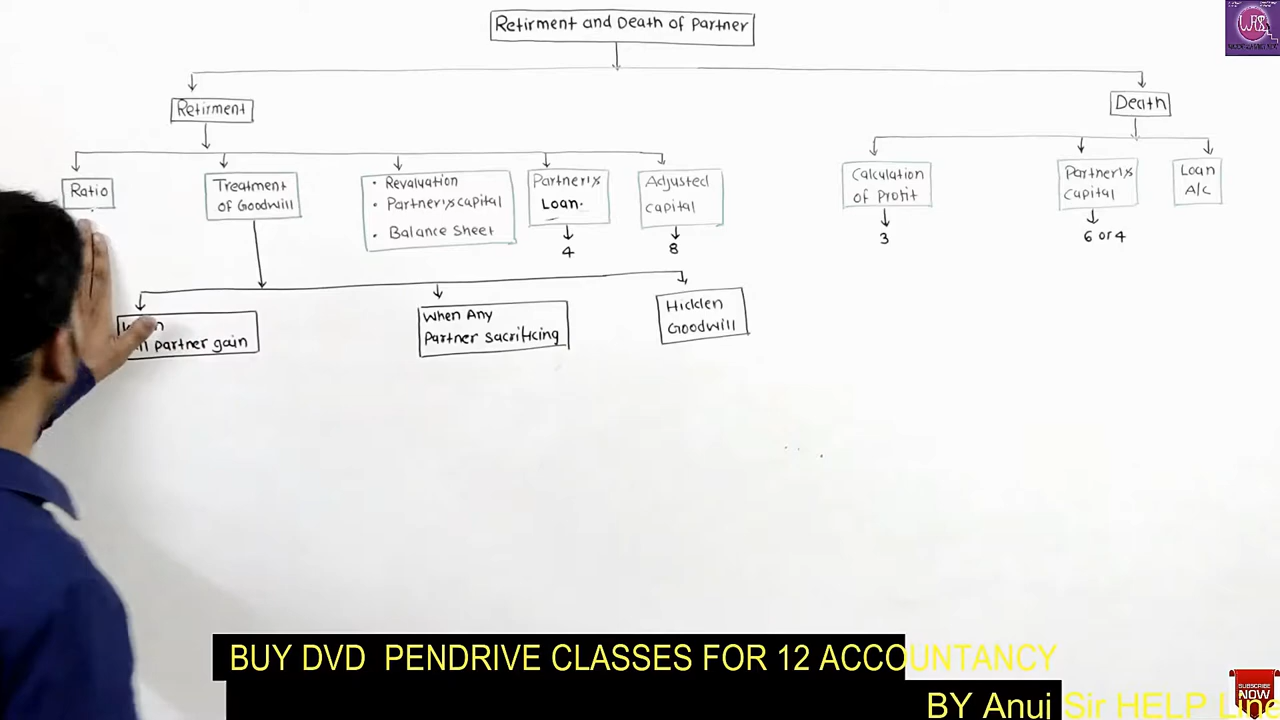 Retirment and Death of Partner
Retirment
Death
Ratio
Treatment
of Goodwill
• Revaluation
• Partner's capital
• Balance Sheet
Partner's
Loan.
4
Adjusted
capital
8
Calculation
of Profit
3
Partner's
capital
6 or 4
Loan
A/c
partner gain
When Any
Partner sacrificing
Hidden
Goodwill
BUY DVD PENDRIVE CLASSES FOR 12 ACCOUNTANCY
BY Anuj Sir HELP Line
SUBSCRIBE
NOW